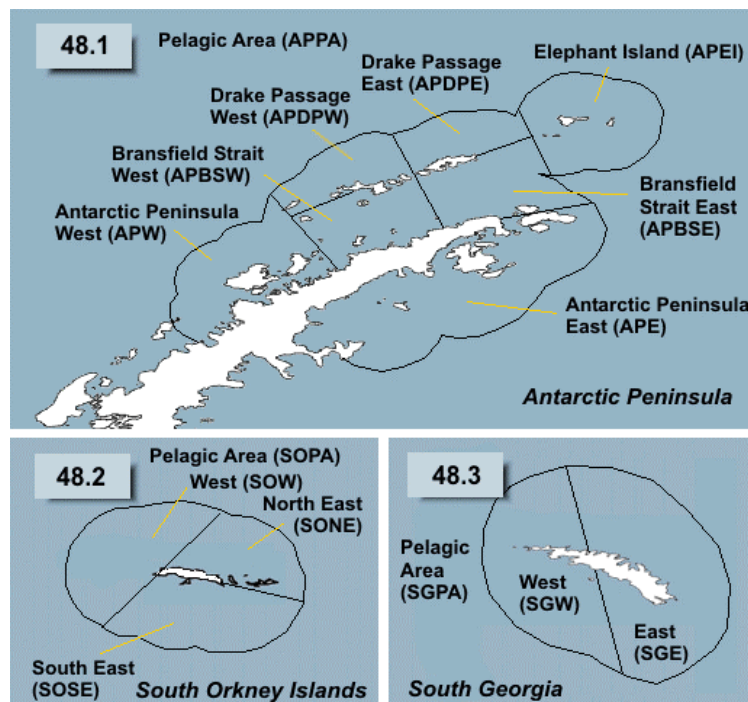 48.1
Pelagic Area (APPA)
Elephant Island (APEI)
Drake Passage
East (APDPE)
Drake Passage
West (APDPW)
Bransfield Strait
West (APBSW)
Antarctic Peninsula
West (APW)
Bransfield
Strait East
(APBSE)
Antarctic Peninsula
East (APE)
Antarctic Peninsula
48.2
Pelagic Area (SOPA)
West (SOW)
North East
(SONE)
South East
(SOSE)
South Orkney Islands
48.3
Pelagic
Area
(SGPA)
West
(SGW)
East
(SGE)
South Georgia